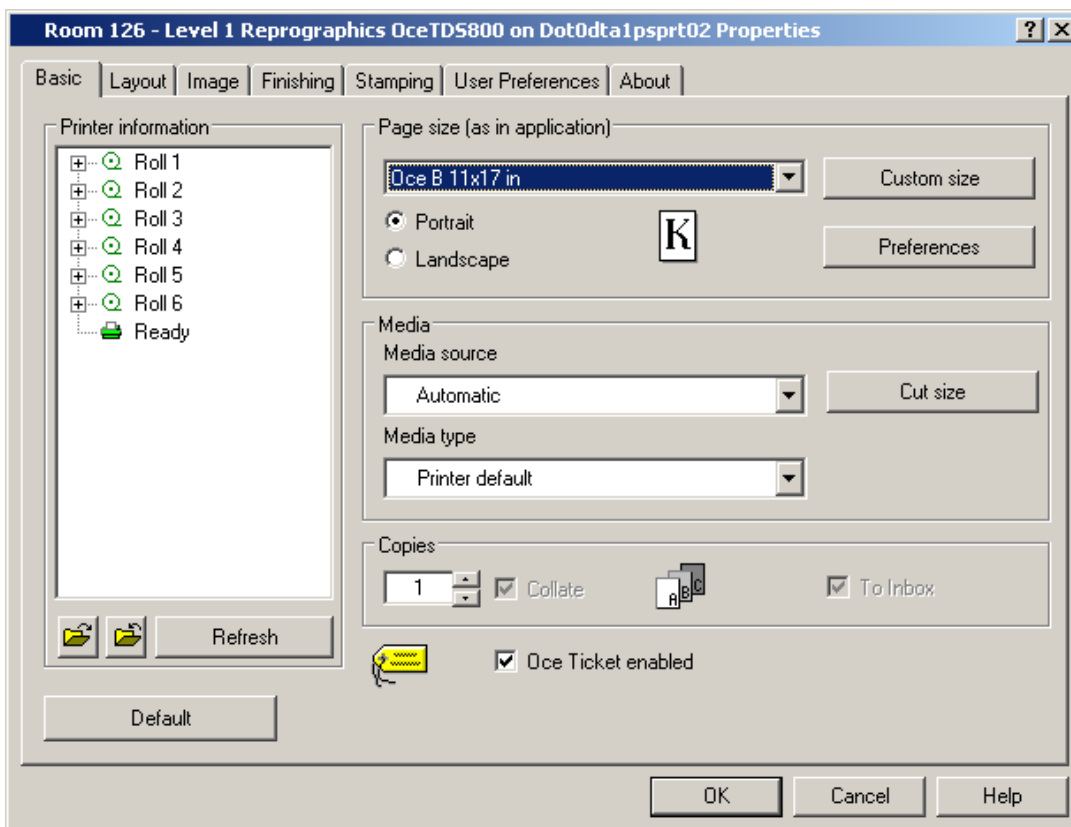 Room 126 - Level 1 Reprographics OceTDS800 on Dot0dta1psprt02 Properties
Basic Layout Image Finishing Stamping User Preferences About
Printer information
Roll 1
Roll 2
Roll 3
Roll 4
Roll 5
Roll 6
Ready
Refresh
Default
Page size (as in application)
Oce B 11x17 in
Custom size
Portrait
Landscape
K
Preferences
Media
Media source
Automatic
Cut size
Media type
Printer default
Copies
1
Collate
A B C
To Inbox
Oce Ticket enabled
OK Cancel Help